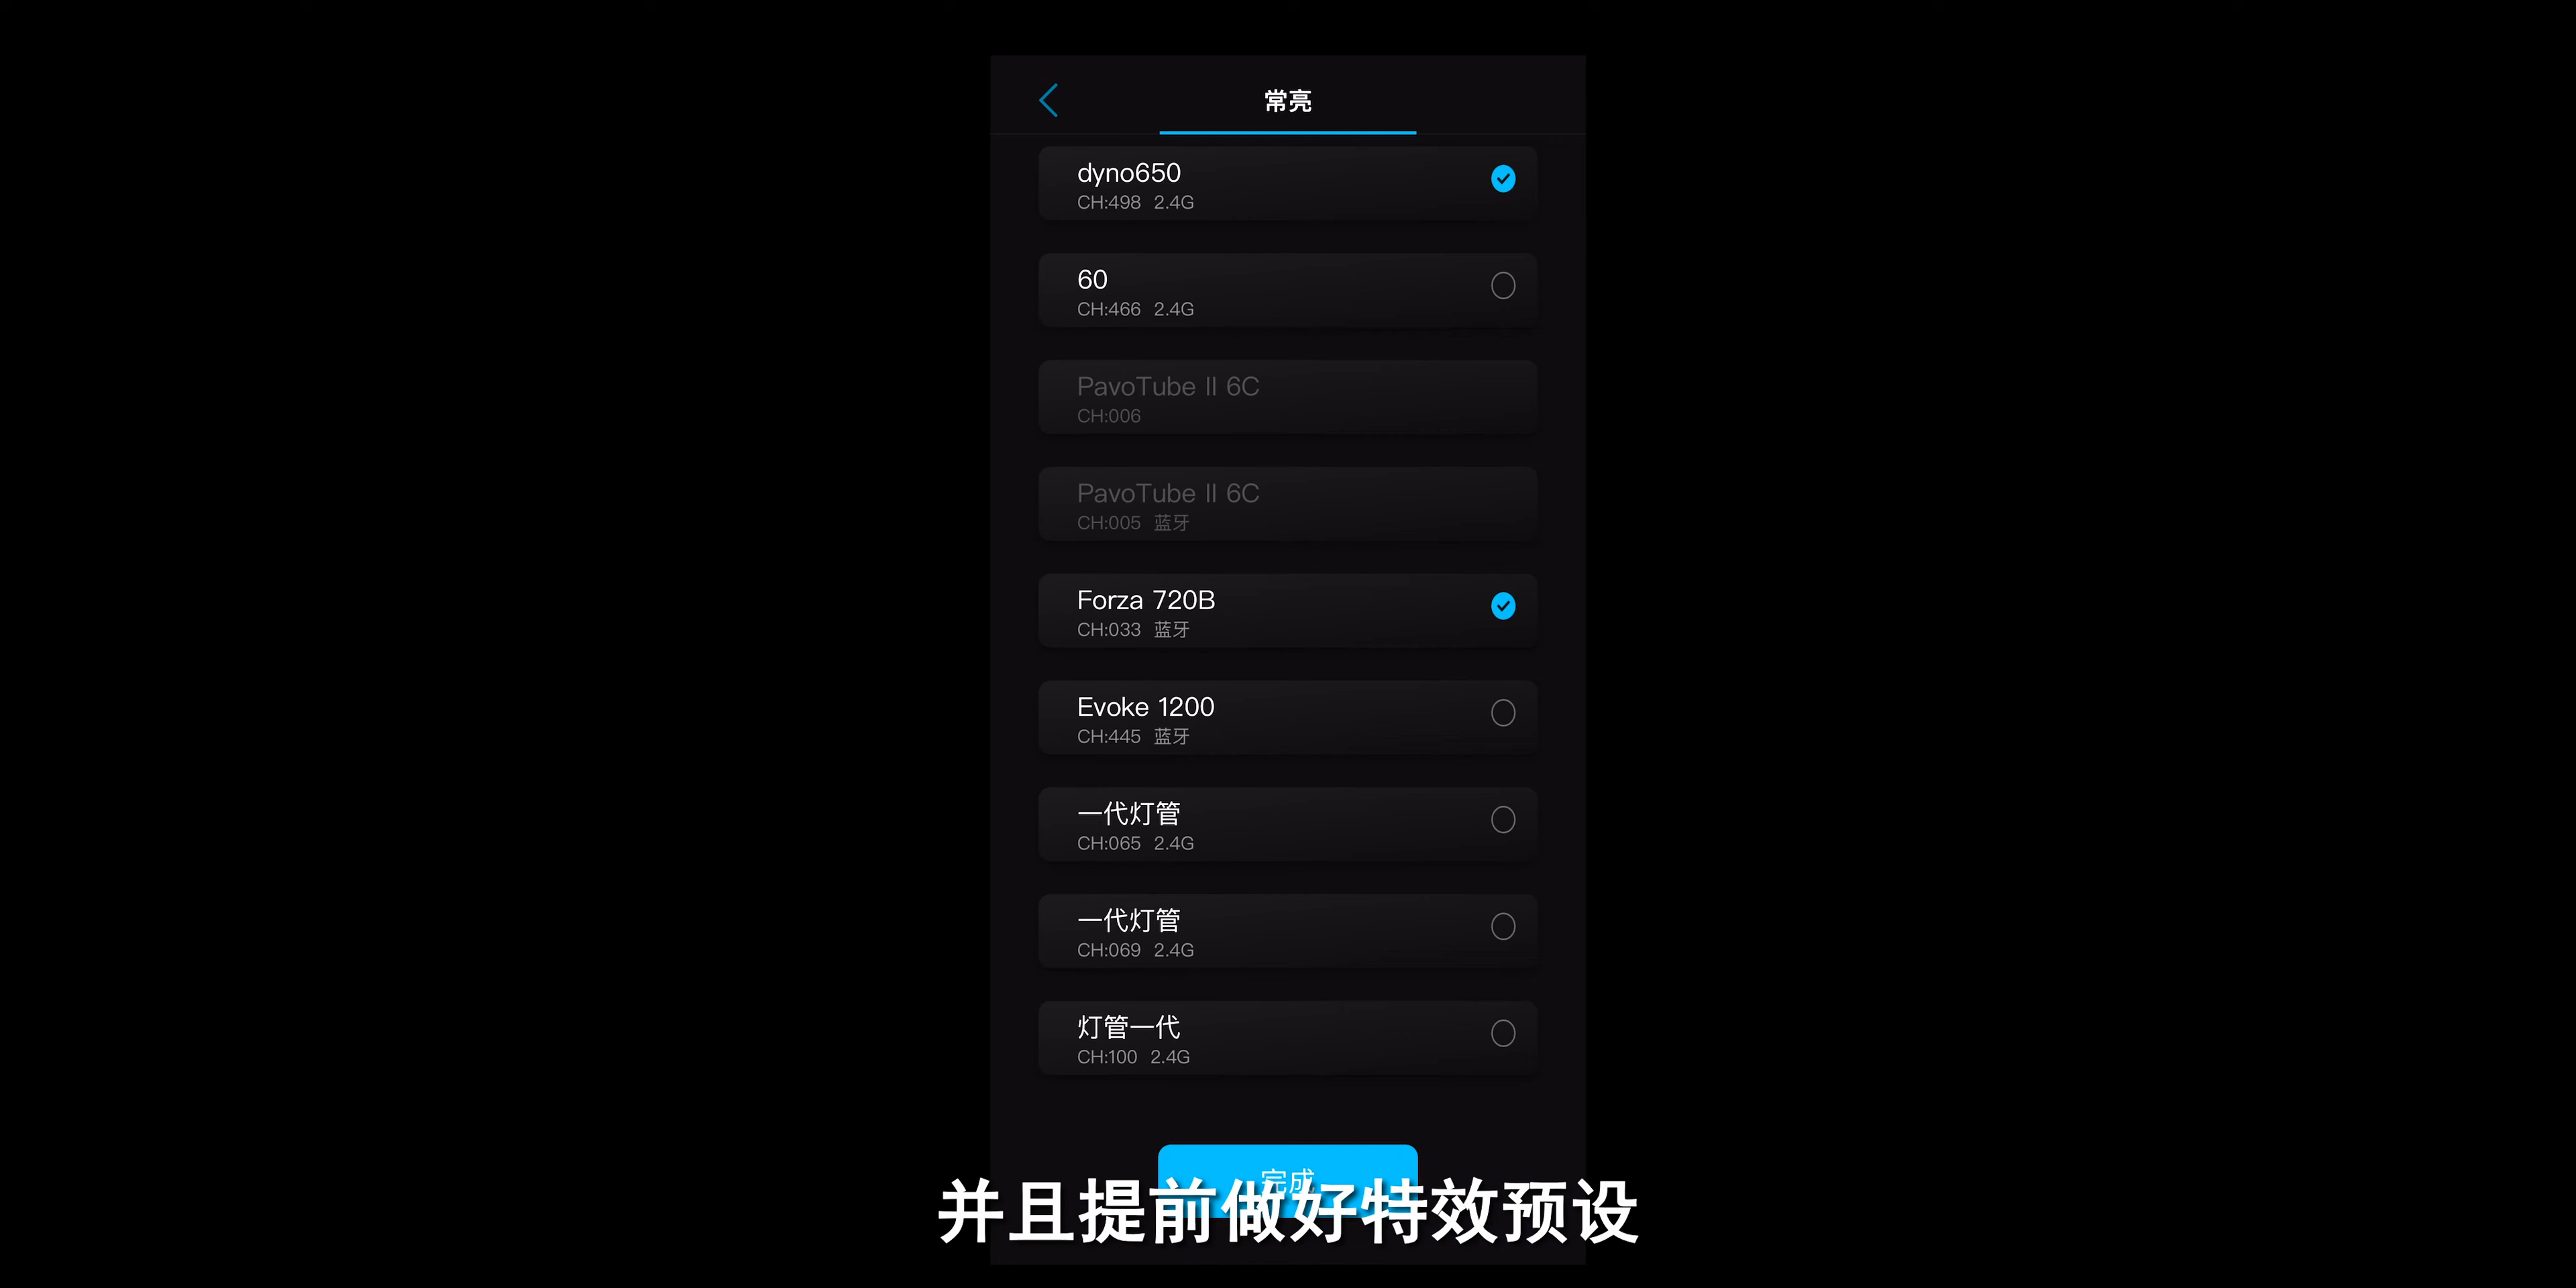 常亮
dyno650
CH:498 2.4G
60
CH:466 2.4G
PavoTube II 6C
CH:006
PavoTube II 6C
CH:005 蓝牙
Forza 720B
CH:033 蓝牙
Evoke 1200
CH:445 蓝牙
一代灯管
CH:065 2.4G
一代灯管
CH:069 2.4G
灯管一代
CH:100 2.4G
完成
并且提前做好特效预设